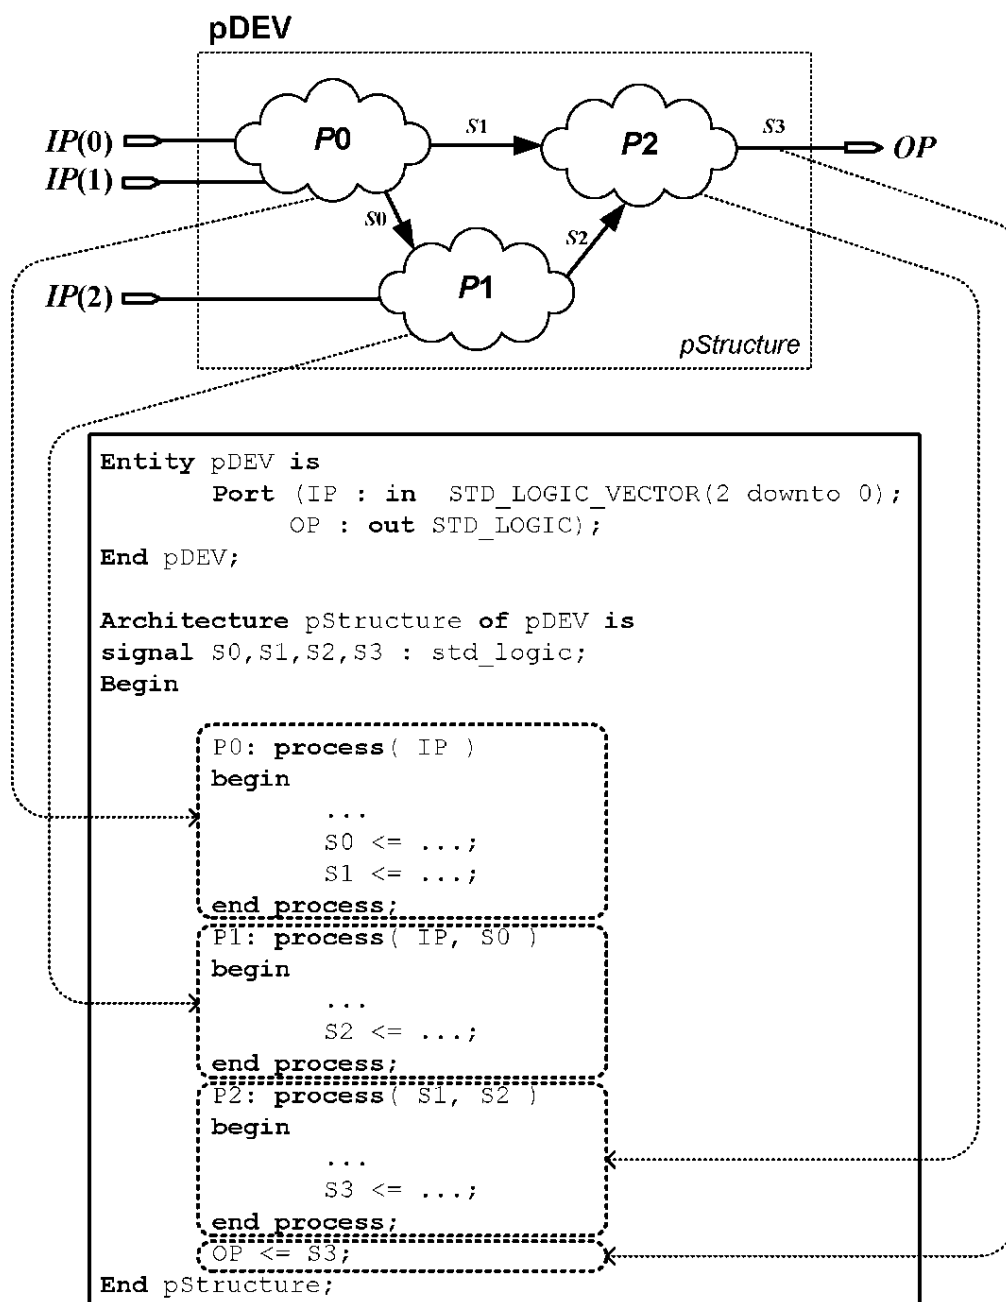 pDEV
IP(0)
P0
S1
P2
S3
OP
IP(1)
S0
S2
IP(2)
P1
pStructure
Entity pDEV is
Port (IP : in STD_LOGIC_VECTOR(2 downto 0);
OP : out STD_LOGIC);
End pDEV;
Architecture pStructure of pDEV is
signal S0,S1,S2,S3 : std_logic;
Begin
P0: process( IP )
begin
...
S0 <= ...;
S1 <= ...;
end process;
P1: process( IP, S0 )
begin
...
S2 <= ...;
end process;
P2: process( S1, S2 )
begin
...
S3 <= ...;
end process;
OP <= S3;
End pStructure;